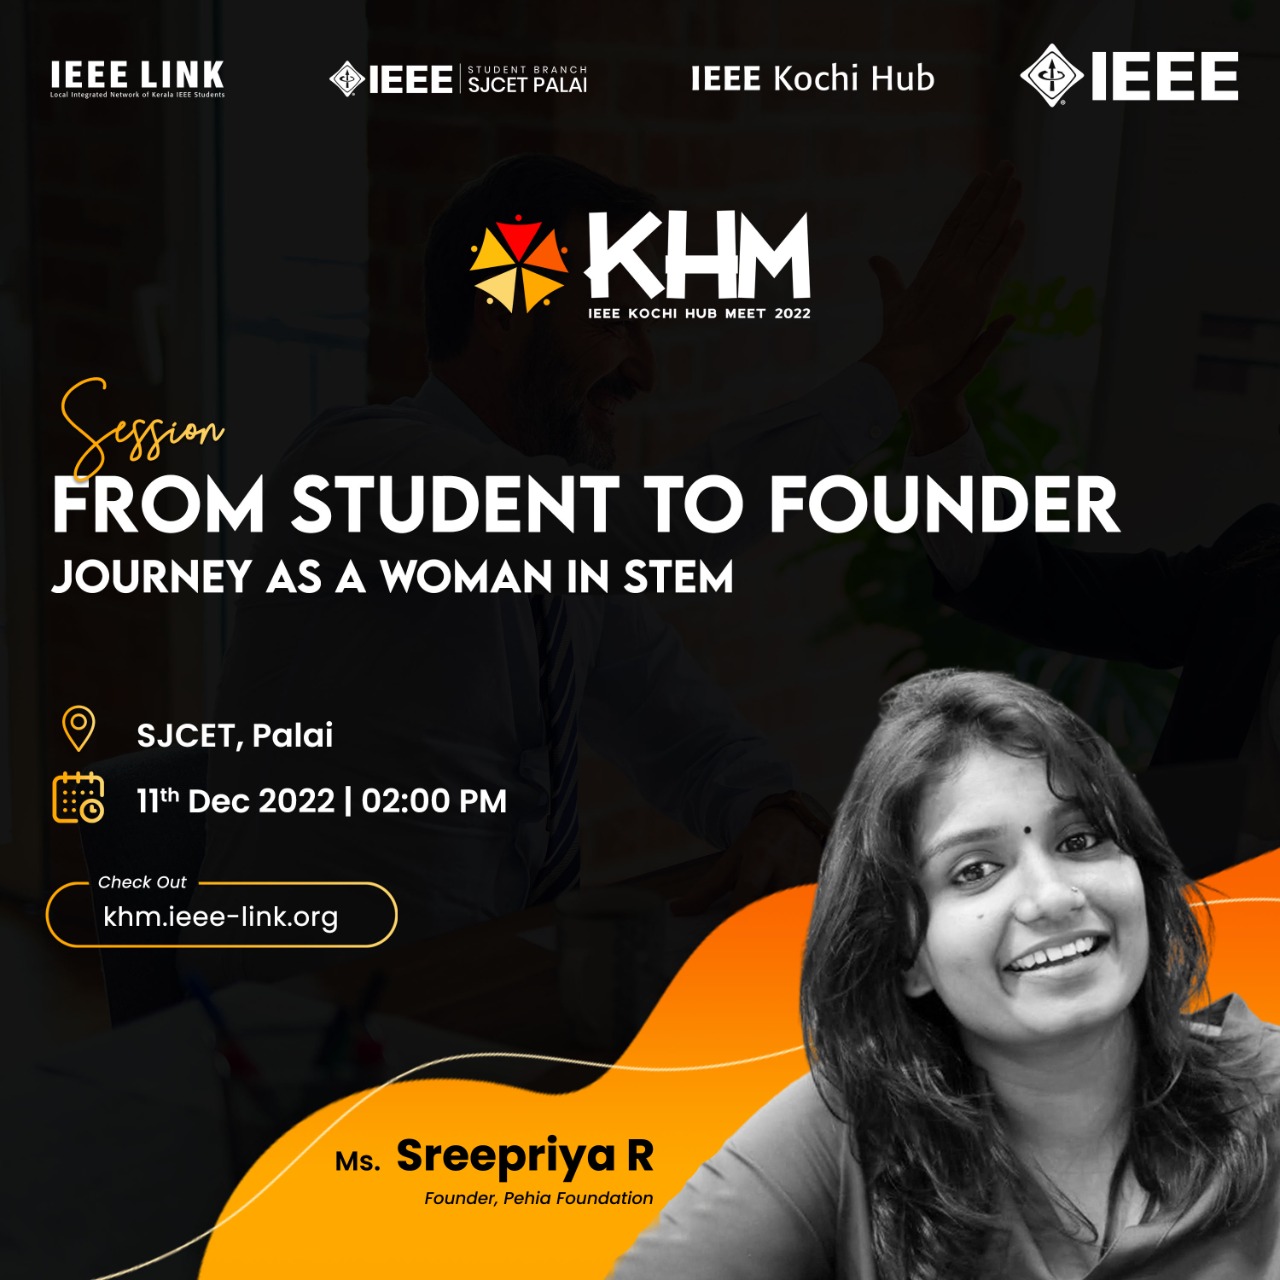 IEEE LINK
Local Integrated Network of Kerala IEEE Students
IEEE STUDENT BRANCH
SJCET PALAI
IEEE Kochi Hub
IEEE
KHM
IEEE KOCHI HUB MEET 2022
Session
FROM STUDENT TO FOUNDER
JOURNEY AS A WOMAN IN STEM
SJCET, Palai
11th Dec 2022 | 02:00 PM
Check Out
khm.ieee-link.org
Ms. Sreepriya R
Founder, Pehia Foundation